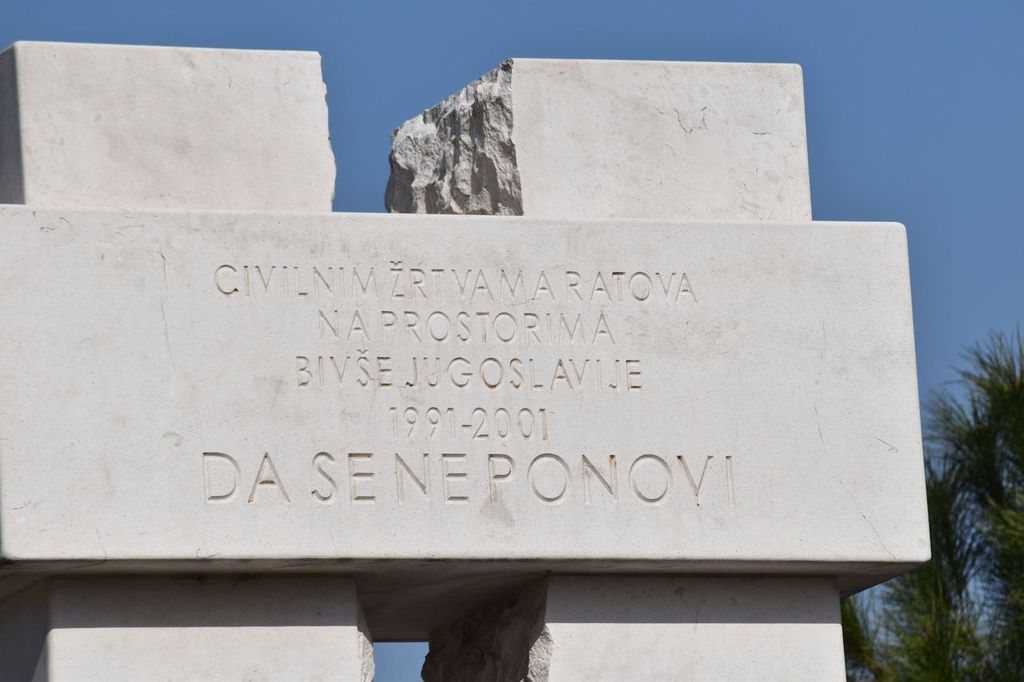 CIVILNIM ŽRTVAMA RATOVA
NA PROSTORIMA
BIVŠE JUGOSLAVIJE
1991-2001
DA SE NE PONOVI